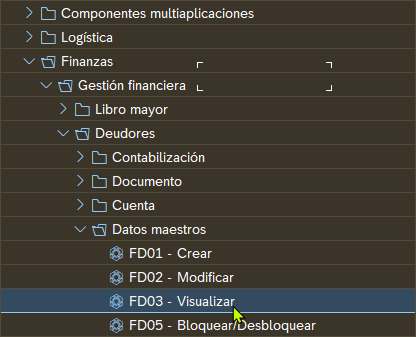 Componentes multiaplicaciones
Logística
Finanzas
Gestión financiera
Libro mayor
Deudores
Contabilización
Documento
Cuenta
Datos maestros
FD01 - Crear
FD02 - Modificar
FD03 - Visualizar
FD05 - Bloquear/Desbloquear